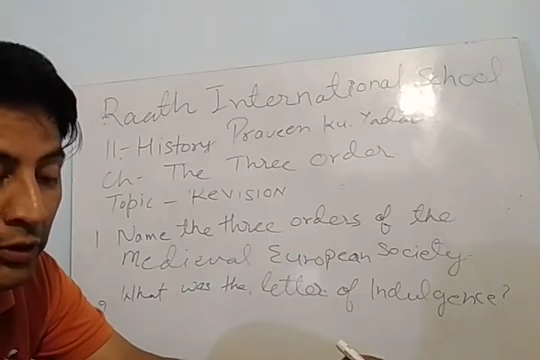 Raath International School
11- History Praveen Ku. Yadav
Ch- The Three order
Topic - REVISION
1 Name the three orders of the
Medieval European Society.
2 What was the letter of Indulgence?